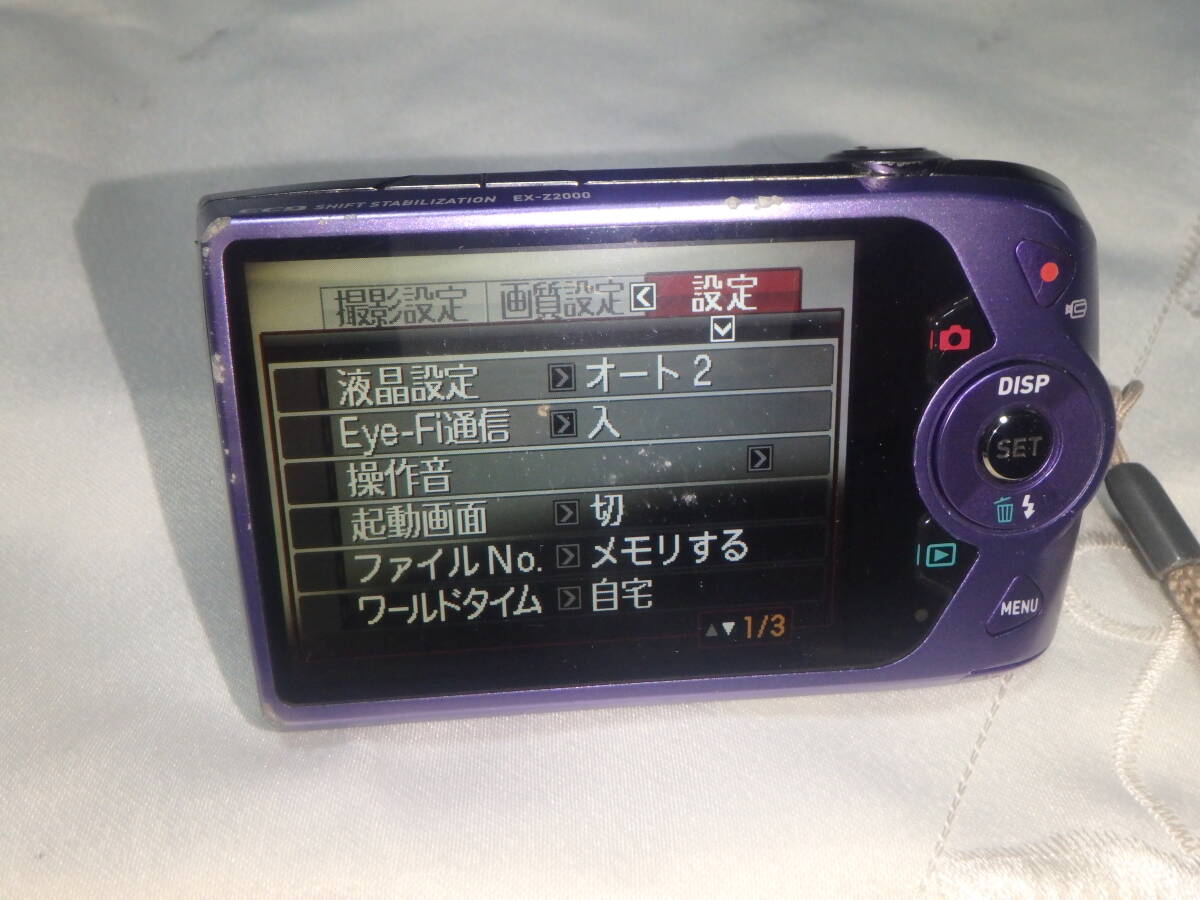 CCD SHIFT STABILIZATION EX-Z2000
撮影設定 画質設定 設定
液晶設定 オート 2
Eye-Fi通信 入
操作音
起動画面 切
ファイルNo. メモリする
ワールドタイム 自宅
1/3
DISP
SET
MENU